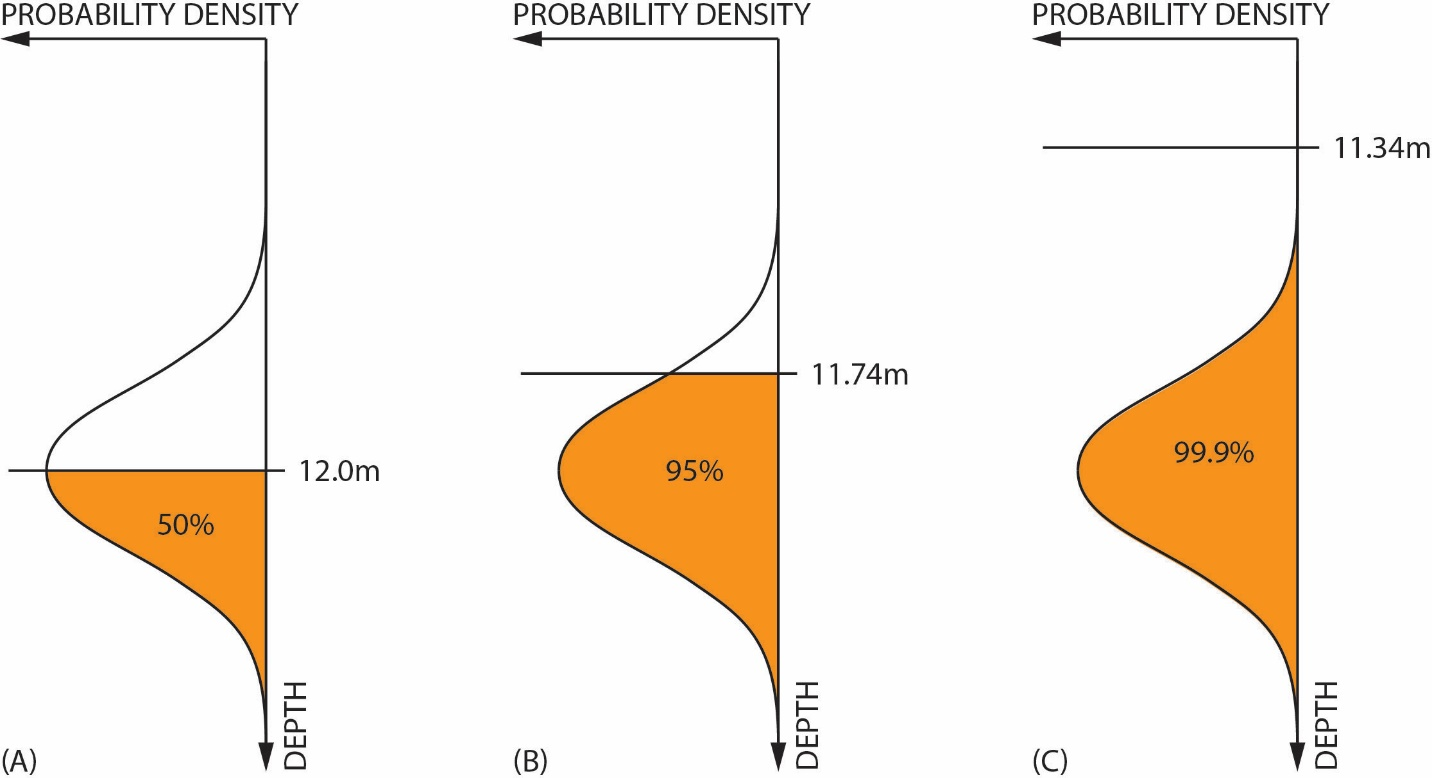 PROBABILITY DENSITY
12.0m
50%
DEPTH
(A)
PROBABILITY DENSITY
11.74m
95%
DEPTH
(B)
PROBABILITY DENSITY
11.34m
99.9%
DEPTH
(C)